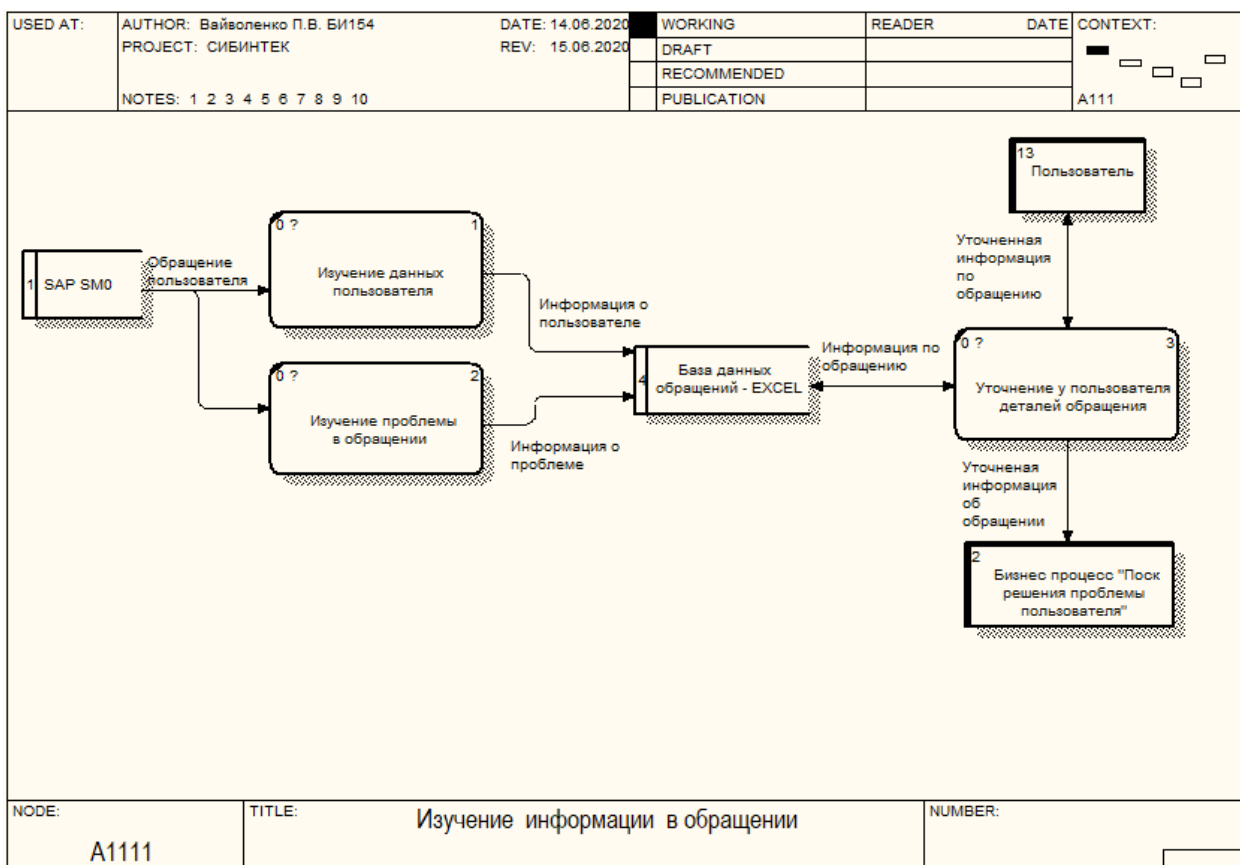 USED AT:
AUTHOR: Вайволенко П.В. БИ154
DATE: 14.06.2020
PROJECT: СИБИНТЕК
REV: 15.06.2020
NOTES: 1 2 3 4 5 6 7 8 9 10
WORKING
DRAFT
RECOMMENDED
PUBLICATION
READER
DATE
CONTEXT:
A111
1
SAP SM0
Обращение
пользователя
0 ?
1
Изучение данных
пользователя
0 ?
2
Изучение проблемы
в обращении
Информация о
пользователе
Информация о
проблеме
4
База данных
обращений - EXCEL
Информация по
обращению
13
Пользователь
Уточненная
информация
по
обращению
0 ?
3
Уточнение у пользователя
деталей обращения
Уточненая
информация
об
обращении
2
Бизнес процесс "Поск
решения проблемы
пользователя"
NODE:
A1111
TITLE:
Изучение информации в обращении
NUMBER: